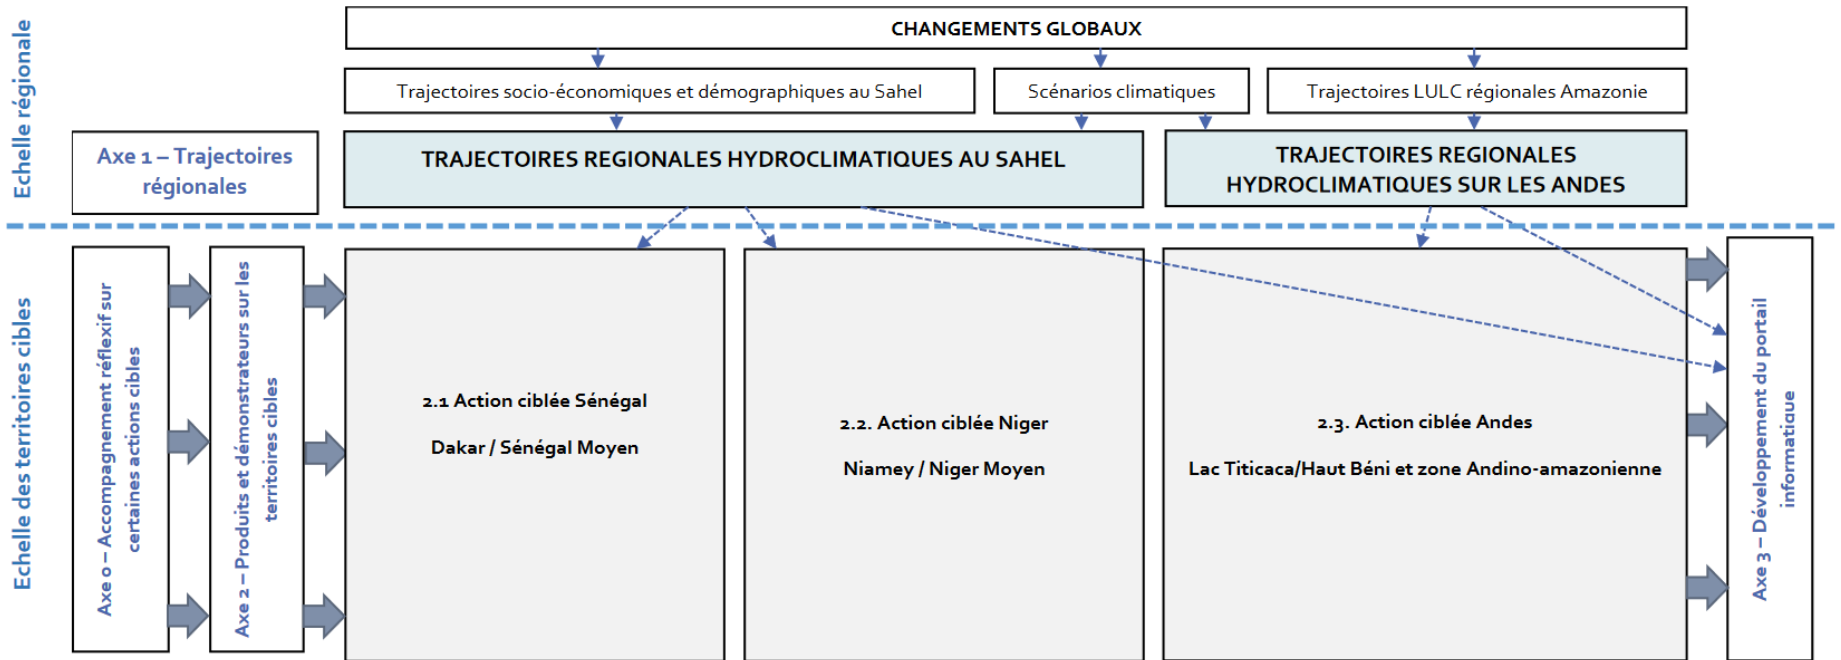 Echelle régionale
CHANGEMENTS GLOBAUX
Trajectoires socio-économiques et démographiques au Sahel
Scénarios climatiques
Trajectoires LULC régionales Amazonie
Axe 1 – Trajectoires
régionales
TRAJECTOIRES REGIONALES HYDROCLIMATIQUES AU SAHEL
TRAJECTOIRES REGIONALES
HYDROCLIMATIQUES SUR LES ANDES
Echelle des territoires cibles
Axe 0 – Accompagnement réflexif sur
certaines actions cibles
Axe 2 – Produits et démonstrateurs sur les
territoires cibles
2.1 Action ciblée Sénégal
Dakar / Sénégal Moyen
2.2. Action ciblée Niger
Niamey / Niger Moyen
2.3. Action ciblée Andes
Lac Titicaca/Haut Béni et zone Andino-amazonienne
Axe 3 – Développement du portail
informatique